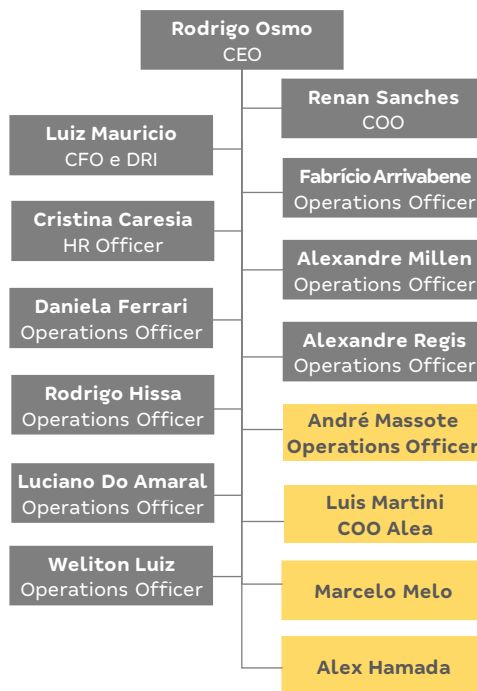 Rodrigo Osmo
CEO
Renan Sanches
COO
Luiz Mauricio
CFO e DRI
Fabrício Arrivabene
Operations Officer
Cristina Caresia
HR Officer
Alexandre Millen
Operations Officer
Daniela Ferrari
Operations Officer
Alexandre Regis
Operations Officer
Rodrigo Hissa
Operations Officer
André Massote
Operations Officer
Luciano Do Amaral
Operations Officer
Luis Martini
COO Alea
Weliton Luiz
Operations Officer
Marcelo Melo
Alex Hamada